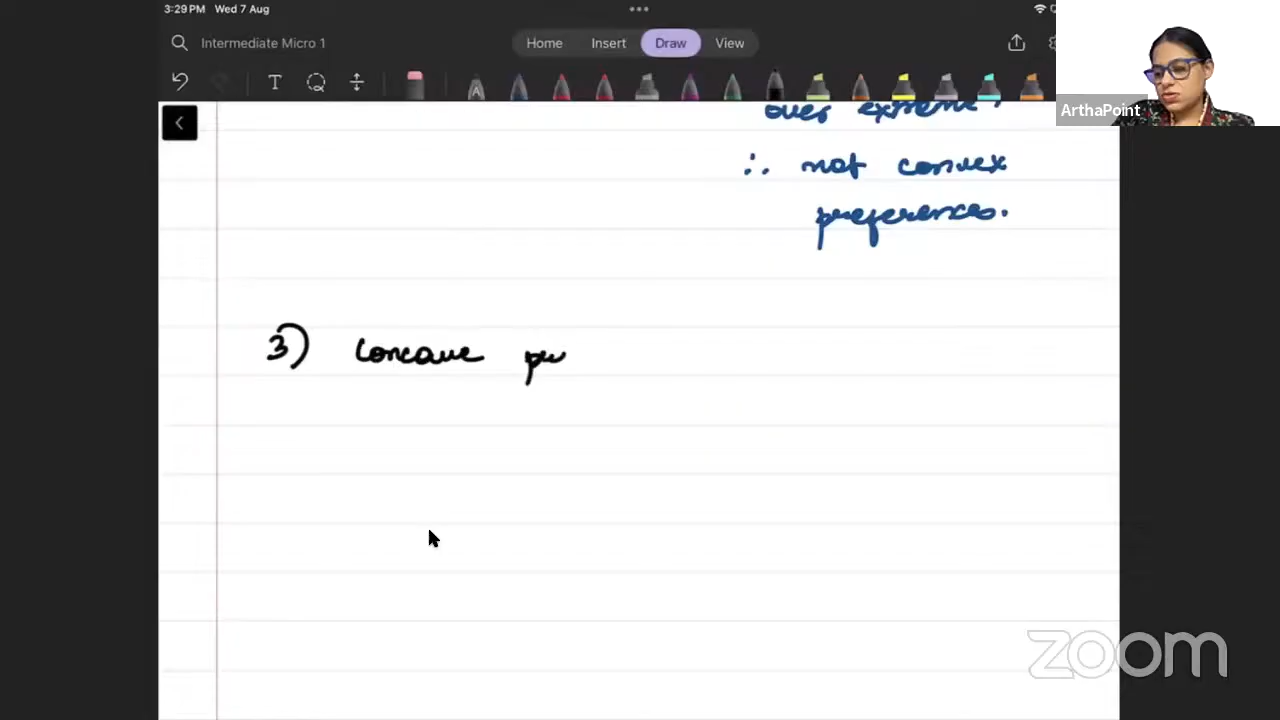 3:29 PM Wed 7 Aug
Intermediate Micro 1
Home Insert Draw View
ArthaPoint
over extreme
∴ not convex
preferences.
3) Concave pr
zoom